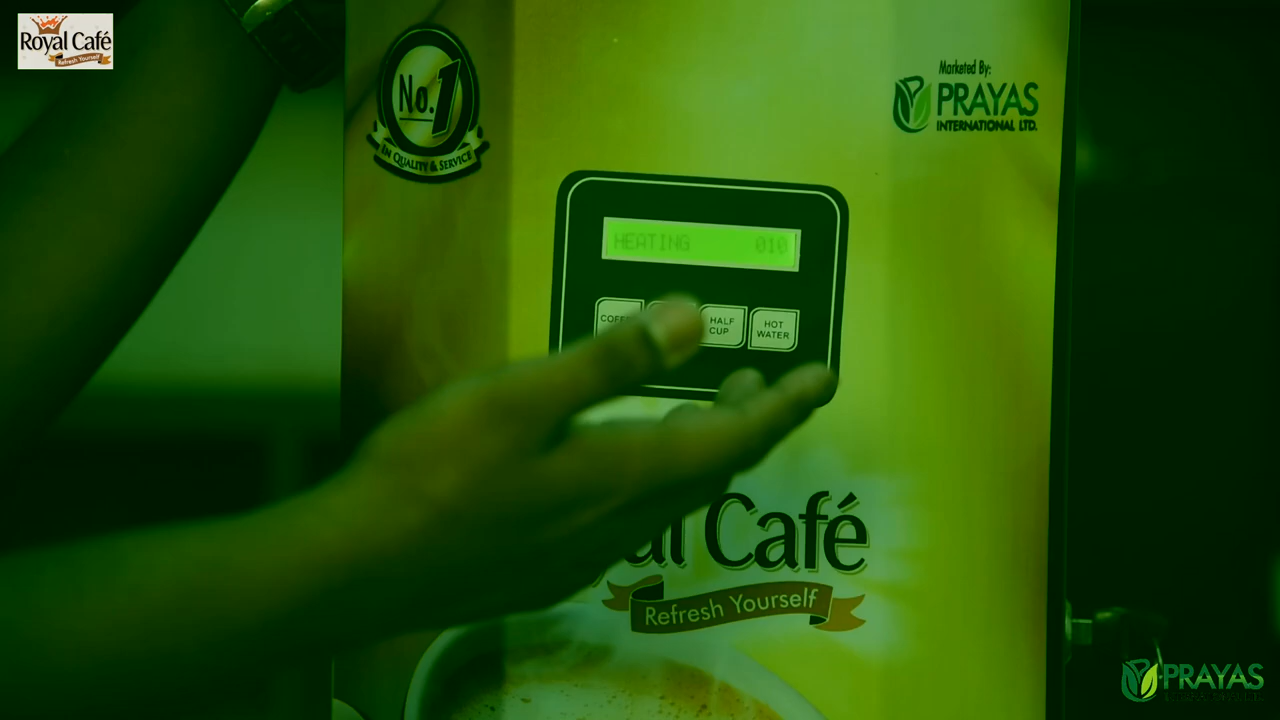 Royal Café
Refresh Yourself
No.1
IN QUALITY & SERVICE
Marketed By:
PRAYAS
INTERNATIONAL LTD.
HEATING 010
HALF
CUP
HOT
WATER
Café
Refresh Yourself
PRAYAS